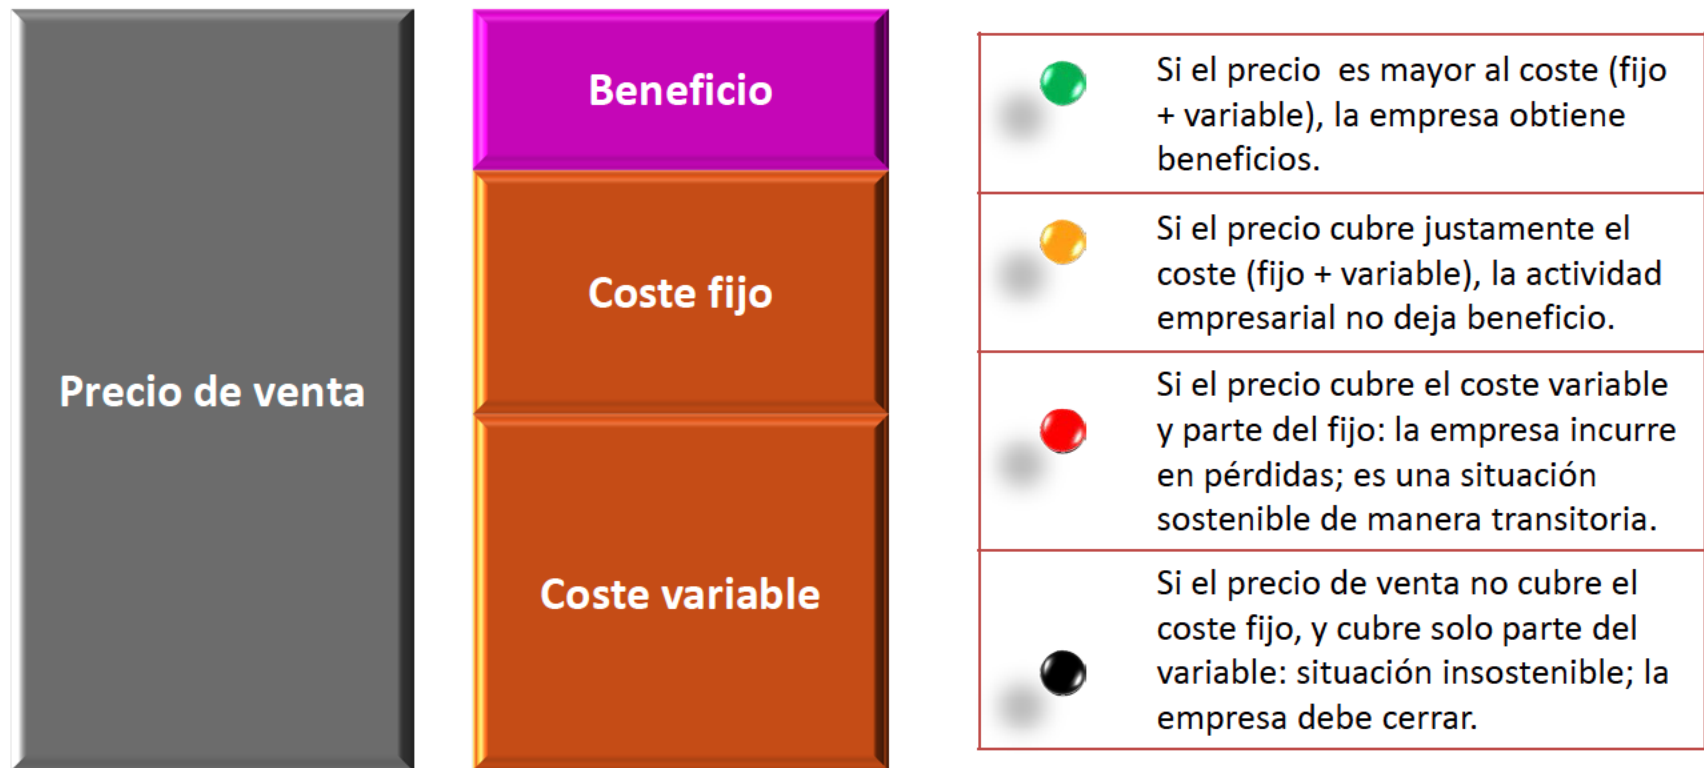 Precio de venta
Beneficio
Coste fijo
Coste variable
Si el precio es mayor al coste (fijo
+ variable), la empresa obtiene
beneficios.
Si el precio cubre justamente el
coste (fijo + variable), la actividad
empresarial no deja beneficio.
Si el precio cubre el coste variable
y parte del fijo: la empresa incurre
en pérdidas; es una situación
sostenible de manera transitoria.
Si el precio de venta no cubre el
coste fijo, y cubre solo parte del
variable: situación insostenible; la
empresa debe cerrar.